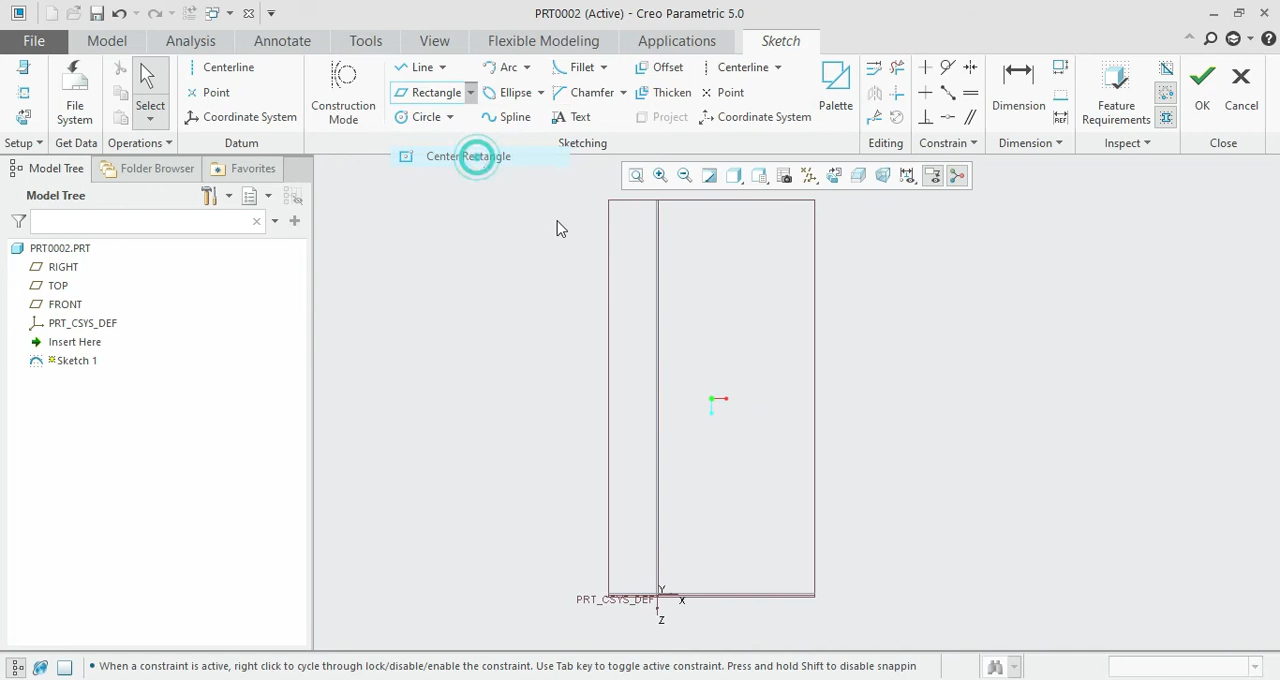 PRT0002 (Active) - Creo Parametric 5.0
File Model Analysis Annotate Tools View Flexible Modeling Applications Sketch
Centerline Line Arc Fillet Offset Centerline
Point Rectangle Ellipse Chamfer Thicken Point
Coordinate System Circle Spline Text Project Coordinate System
File System Select Construction Mode Palette Dimension Feature Requirements OK Cancel
Setup Get Data Operations Datum Sketching Editing Constrain Dimension Inspect Close
REF
Center Rectangle
Model Tree Folder Browser Favorites
Model Tree
PRT0002.PRT
RIGHT
TOP
FRONT
PRT_CSYS_DEF
Insert Here
Sketch 1
Y
PRT_CSYS_DEF X
Z
• When a constraint is active, right click to cycle through lock/disable/enable the constraint. Use Tab key to toggle active constraint. Press and hold Shift to disable snappin